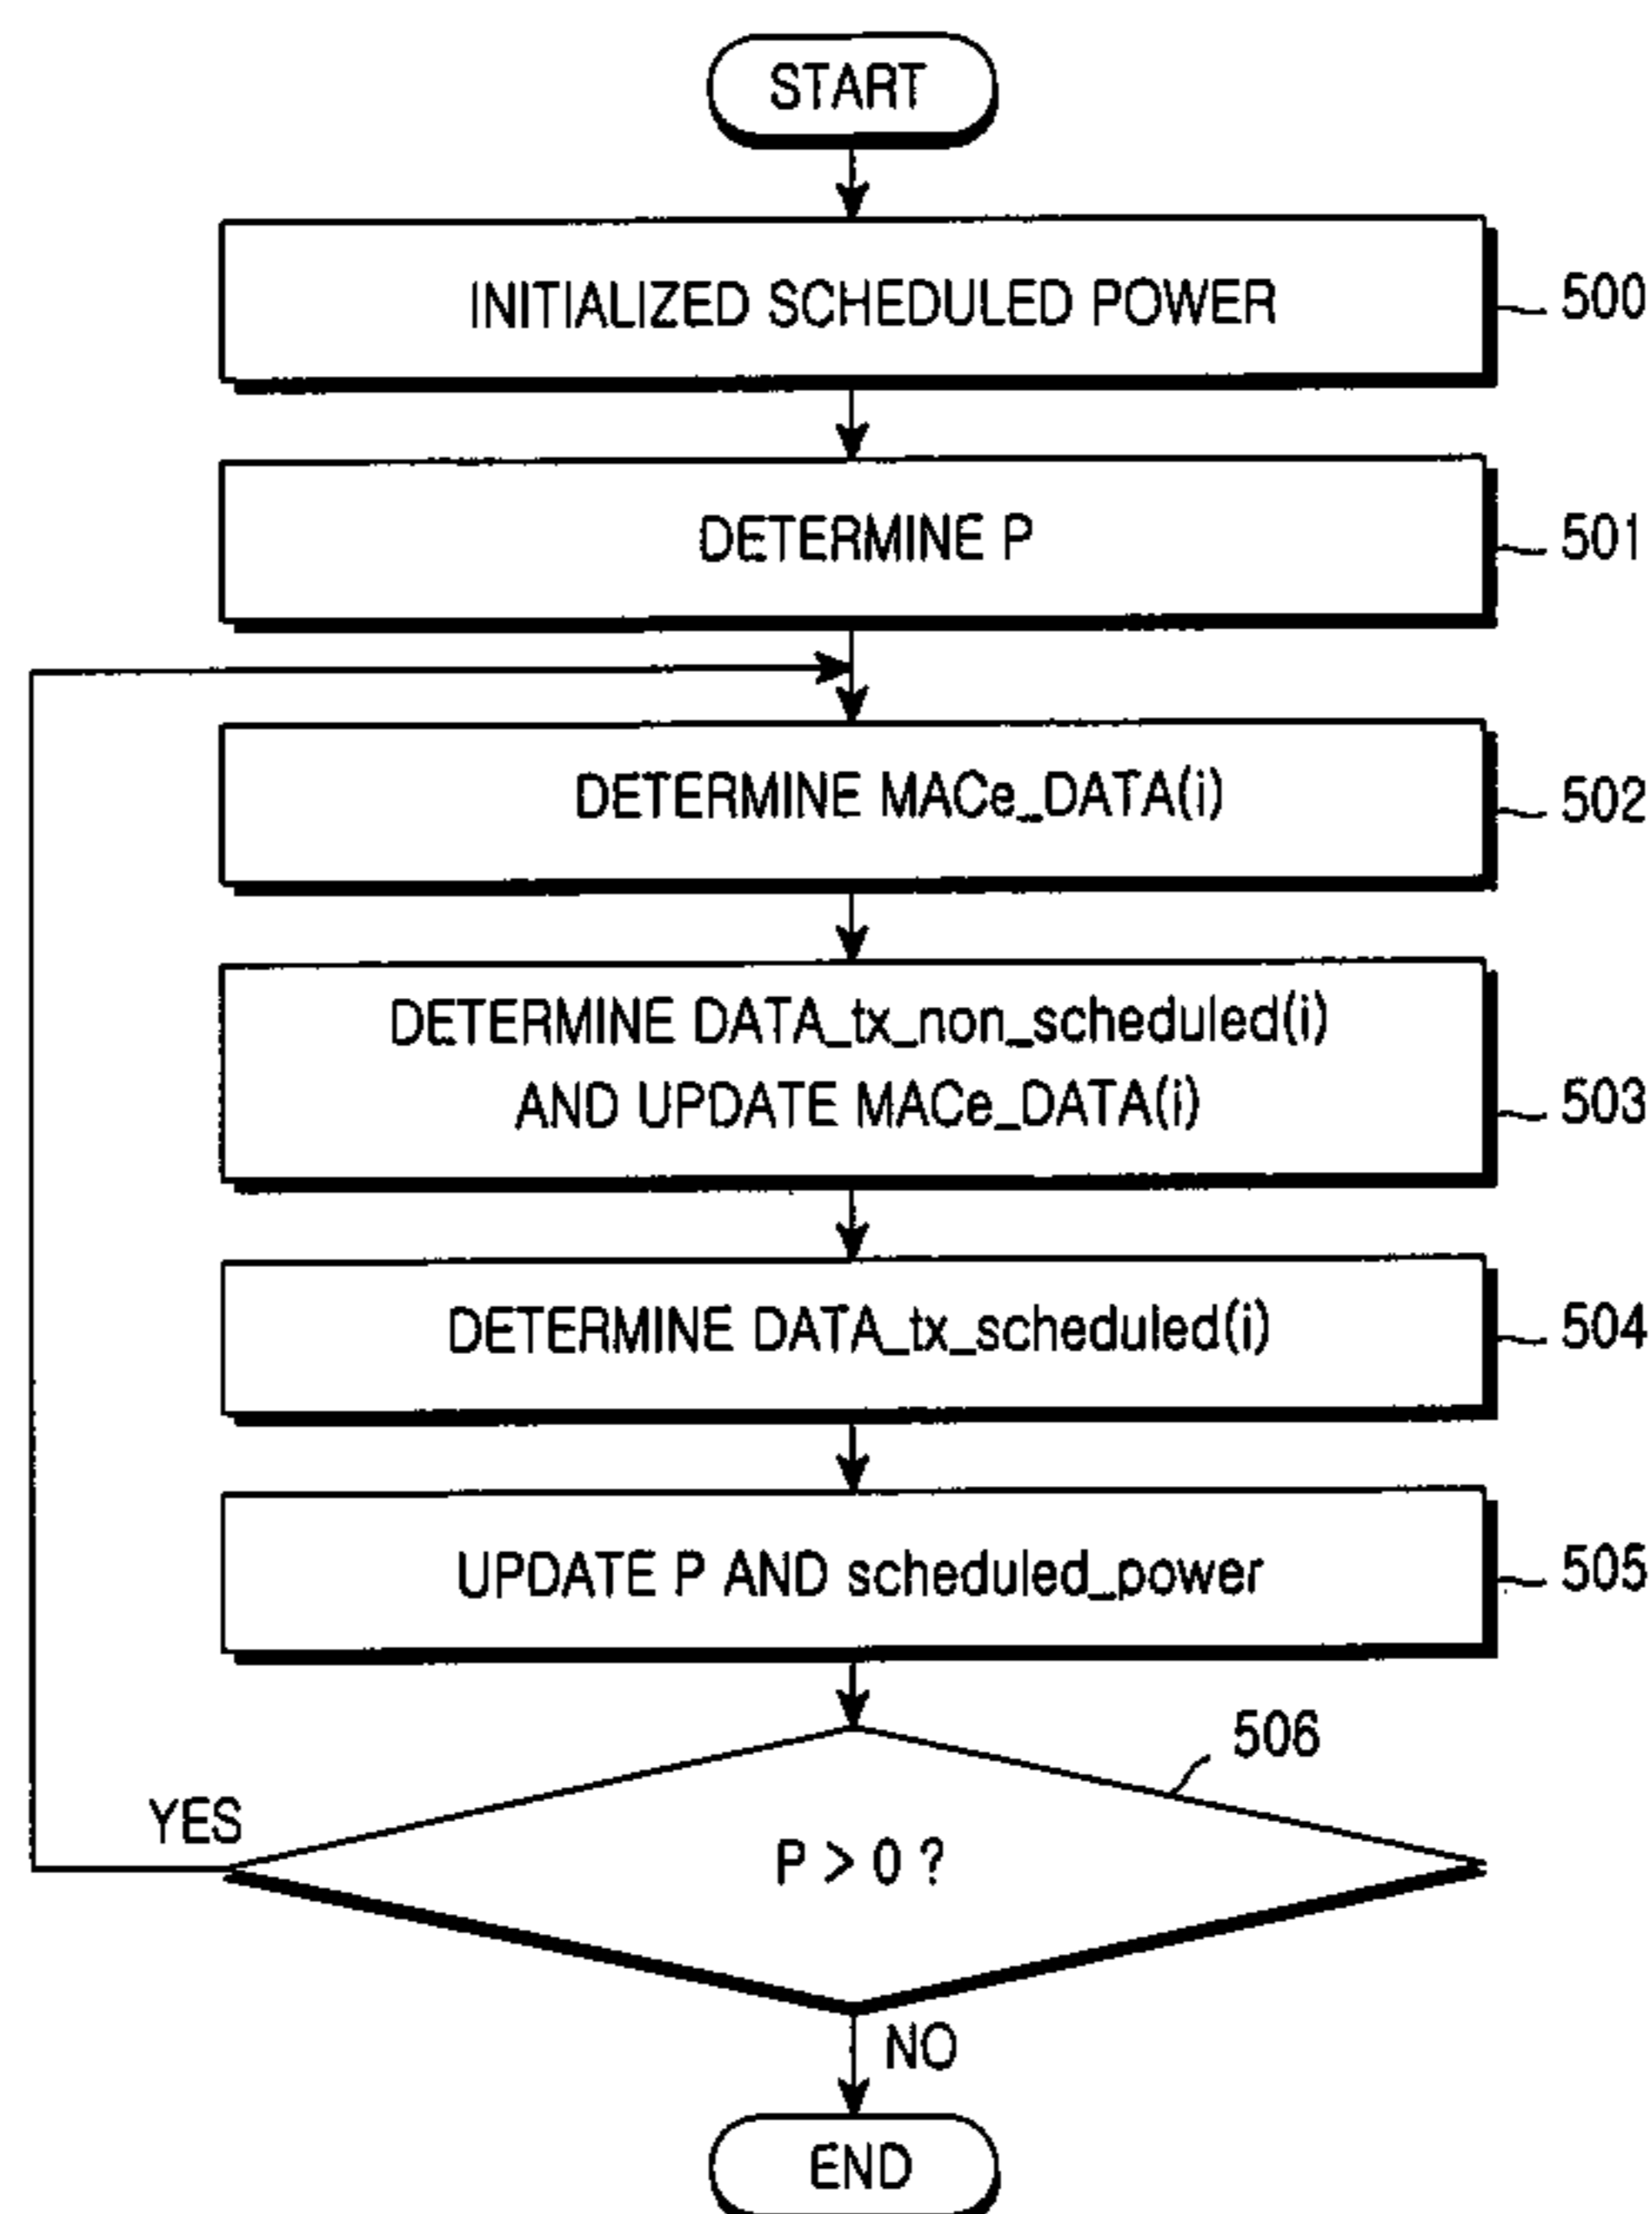 START
INITIALIZED SCHEDULED POWER
500
DETERMINE P
501
DETERMINE MACe_DATA(i)
502
DETERMINE DATA_tx_non_scheduled(i)
AND UPDATE MACe_DATA(i)
503
DETERMINE DATA_tx_scheduled(i)
504
UPDATE P AND scheduled_power
505
506
YES
P > 0 ?
NO
END